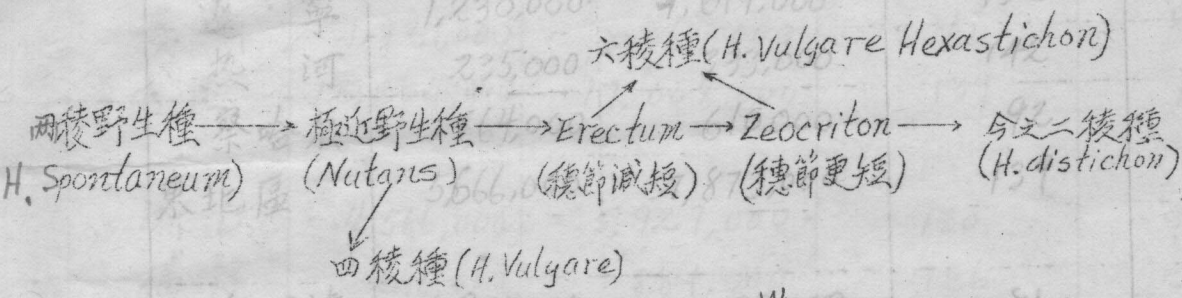 六稜種(H. Vulgare Hexastichon)
兩稜野生種→極近野生種→Erectum→Zeocriton→今之二稜種
H. Spontaneum) (Nutans) (穗節減短) (穗節更短) (H. distichon)
四稜種(H. Vulgare)